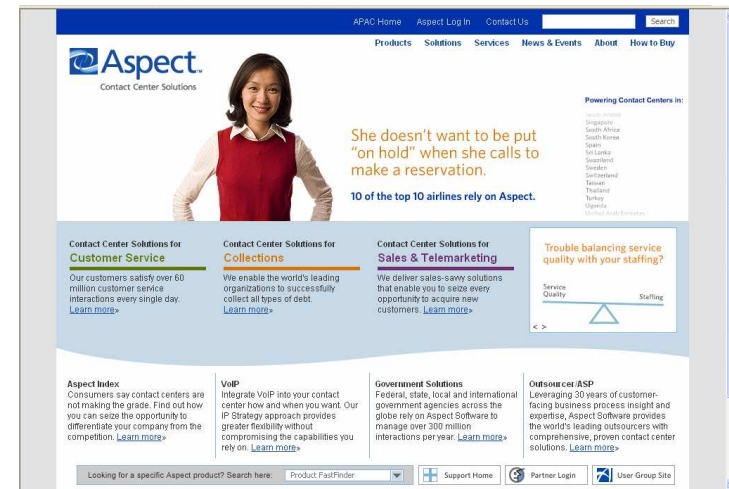 APAC Home Aspect Log In Contact Us Search
Products Solutions Services News & Events About How to Buy
Aspect
Contact Center Solutions
Powering Contact Centers in:
Saudi Arabia
Singapore
South Africa
South Korea
Spain
Sri Lanka
Swaziland
Sweden
Switzerland
Taiwan
Thailand
Turkey
Uganda
United Arab Emirates
She doesn't want to be put
"on hold" when she calls to
make a reservation.
10 of the top 10 airlines rely on Aspect.
Contact Center Solutions for
Customer Service
Our customers satisfy over 60
million customer service
interactions every single day.
Learn more»
Contact Center Solutions for
Collections
We enable the world's leading
organizations to successfully
collect all types of debt.
Learn more»
Contact Center Solutions for
Sales & Telemarketing
We deliver sales-savvy solutions
that enable you to seize every
opportunity to acquire new
customers. Learn more»
Trouble balancing service
quality with your staffing?
Service
Quality
Staffing
< >
Aspect Index
Consumers say contact centers are
not making the grade. Find out how
you can seize the opportunity to
differentiate your company from the
competition. Learn more»
VoIP
Integrate VoIP into your contact
center how and when you want. Our
IP Strategy approach provides
greater flexibility without
compromising the capabilities you
rely on. Learn more»
Government Solutions
Federal, state, local and international
government agencies across the
globe rely on Aspect Software to
manage over 300 million
interactions per year. Learn more»
Outsourcer/ASP
Leveraging 30 years of customer-
facing business process insight and
expertise, Aspect Software provides
the world's leading outsourcers with
comprehensive, proven contact center
solutions. Learn more»
Looking for a specific Aspect product? Search here: Product FastFinder
Support Home
Partner Login
User Group Site